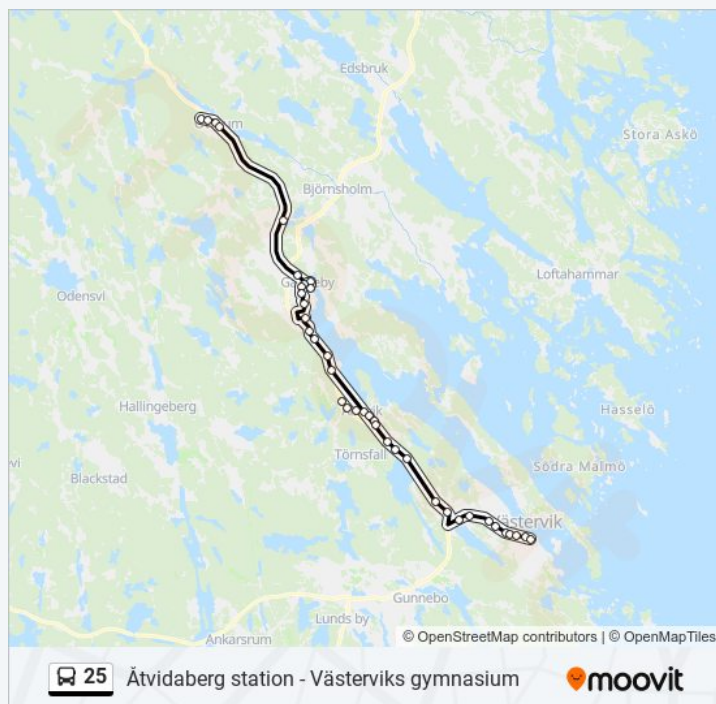 Edsbruk
Stora Askö
Björnsholm
Loftahammar
Odensvi
Hallingeberg
Hasselö
Törnsfall
Södra Malmö
Blackstad
Västervik
Gunnebo
Lunds by
Ankarsrum
© OpenStreetMap contributors | © OpenMapTiles
25 Åtvidaberg station - Västerviks gymnasium moovit